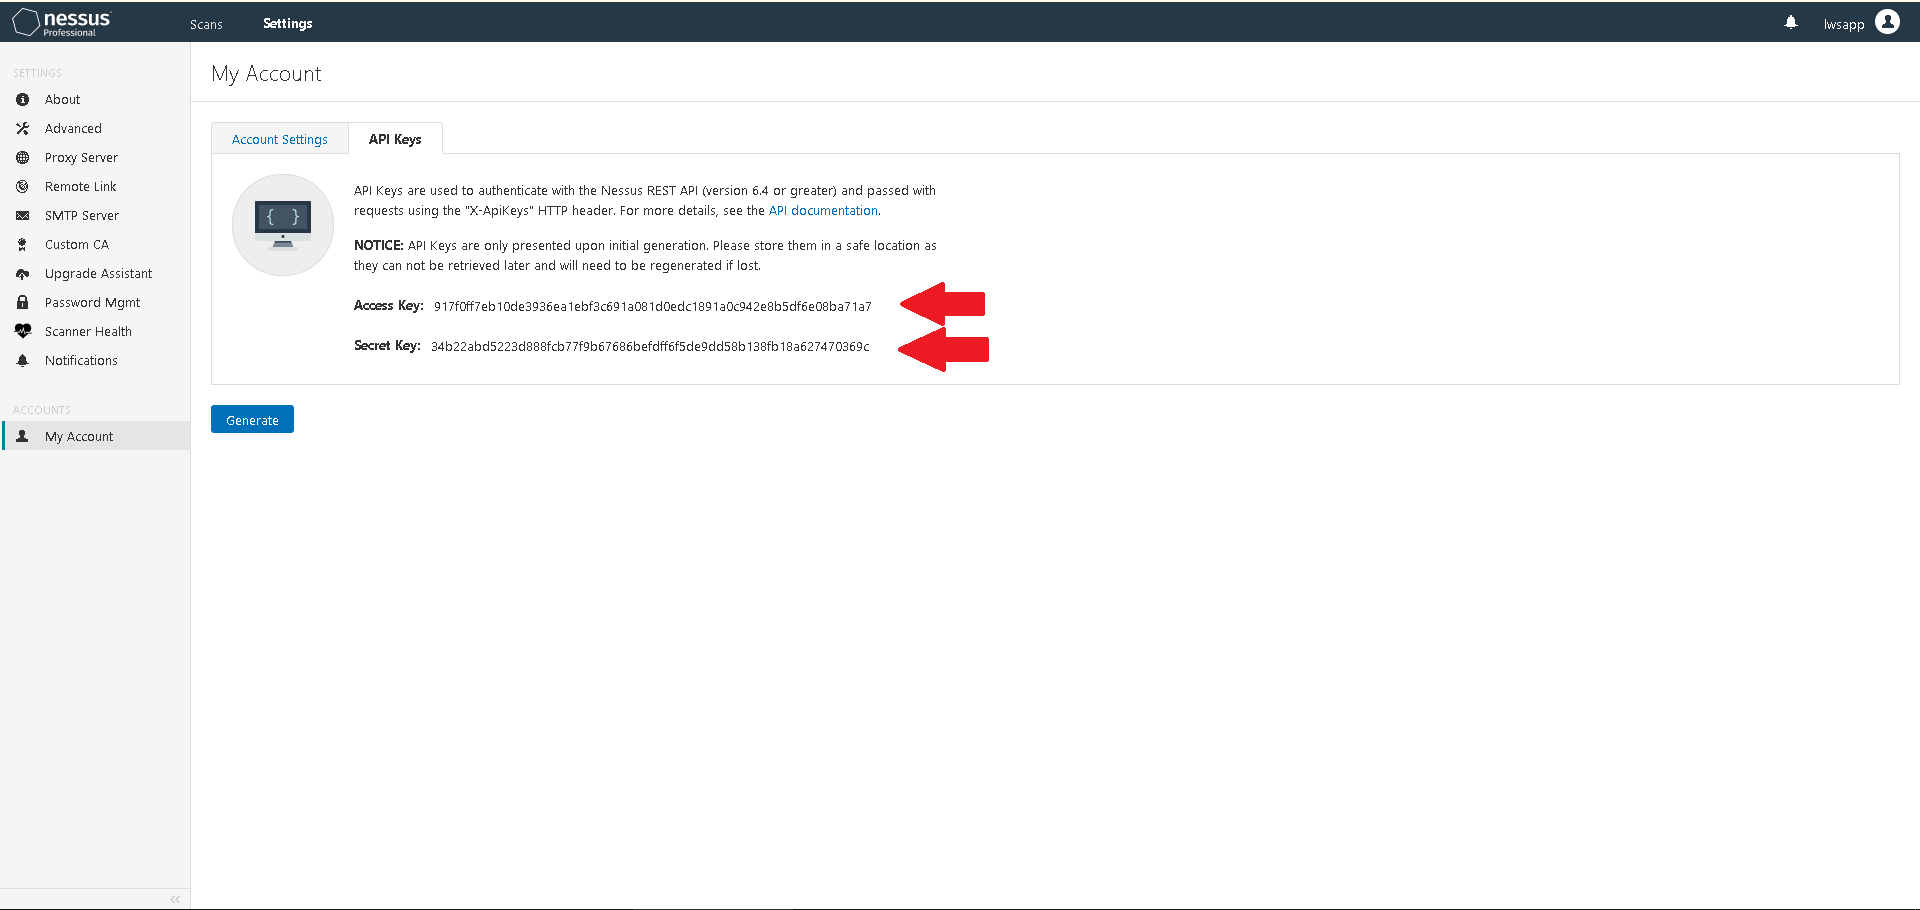 nessus
Professional
Scans
Settings
lwsapp
SETTINGS
About
Advanced
Proxy Server
Remote Link
SMTP Server
Custom CA
Upgrade Assistant
Password Mgmt
Scanner Health
Notifications
ACCOUNTS
My Account
My Account
Account Settings
API Keys
{ }
API Keys are used to authenticate with the Nessus REST API (version 6.4 or greater) and passed with
requests using the "X-ApiKeys" HTTP header. For more details, see the API documentation.
NOTICE: API Keys are only presented upon initial generation. Please store them in a safe location as
they can not be retrieved later and will need to be regenerated if lost.
Access Key: 917f0ff7eb10de3936ea1ebf3c691a081d0edc1891a0c942e8b5df6e08ba71a7
Secret Key: 34b22abd5223d888fcb77f9b67686befdff6f5de9dd58b138fb18a627470369c
Generate